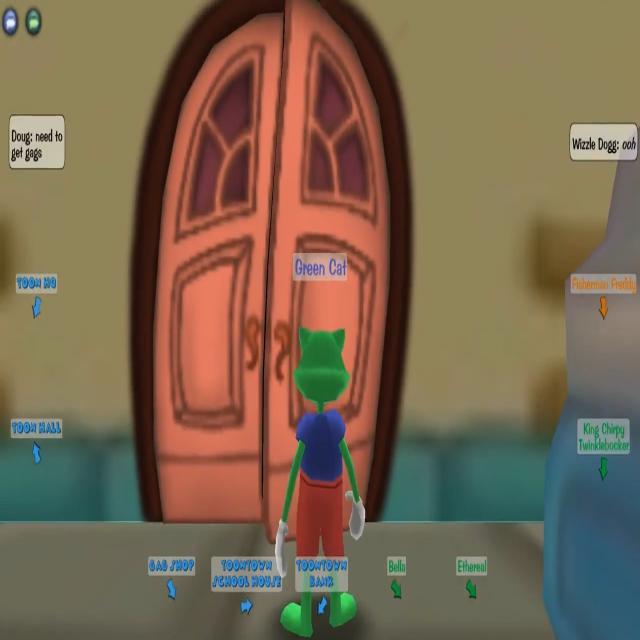 Doug: need to
get gags
Wizzle Dogg: ooh
Green Cat
TOON HQ
Fisherman Freddy
TOON HALL
King Chirpy
Twinklebocker
GAG SHOP
TOONTOWN
SCHOOL HOUSE
TOONTOWN
BANK
Bella
Ethereal